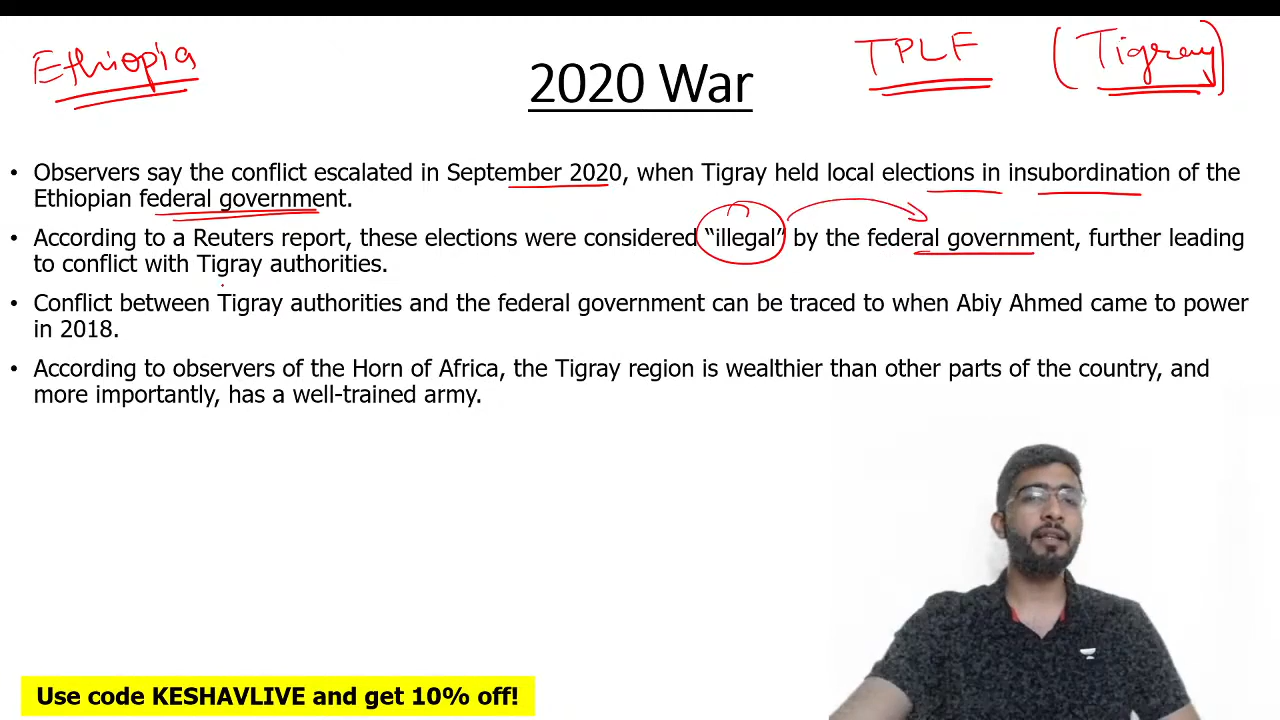 Ethiopia
TPLF (Tigray)
2020 War
• Observers say the conflict escalated in September 2020, when Tigray held local elections in insubordination of the
Ethiopian federal government.
• According to a Reuters report, these elections were considered “illegal” by the federal government, further leading
to conflict with Tigray authorities.
• Conflict between Tigray authorities and the federal government can be traced to when Abiy Ahmed came to power
in 2018.
• According to observers of the Horn of Africa, the Tigray region is wealthier than other parts of the country, and
more importantly, has a well-trained army.
Use code KESHAVLIVE and get 10% off!